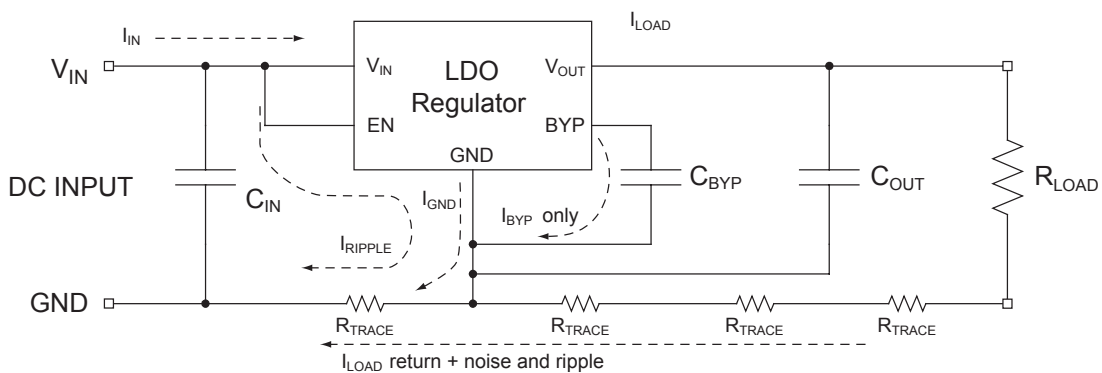 I_IN
I_LOAD
V_IN
V_IN
LDO
Regulator
V_OUT
EN
BYP
GND
DC INPUT
C_IN
I_GND
I_BYP only
C_BYP
C_OUT
R_LOAD
I_RIPPLE
GND
R_TRACE
R_TRACE
R_TRACE
R_TRACE
I_LOAD return + noise and ripple